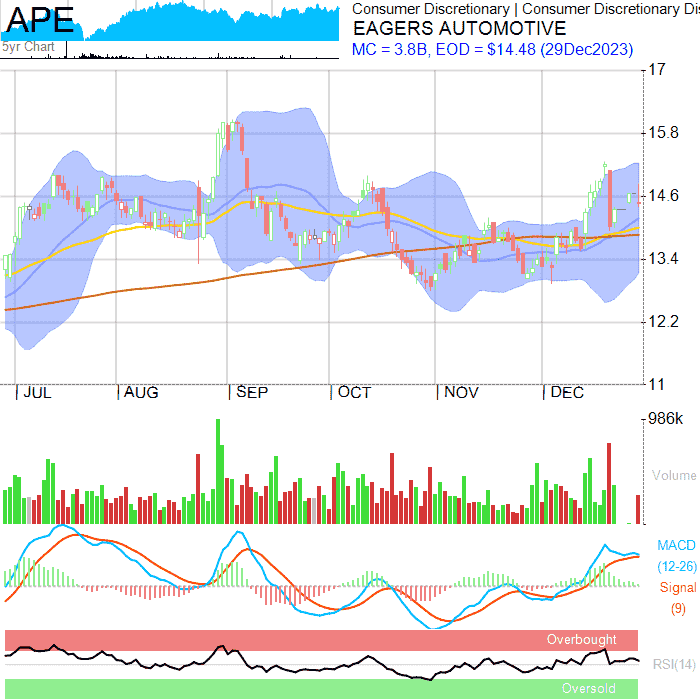 APE
5yr Chart
Consumer Discretionary | Consumer Discretionary Dis
EAGERS AUTOMOTIVE
MC = 3.8B, EOD = $14.48 (29Dec2023)
17
15.8
14.6
13.4
12.2
11
JUL AUG SEP OCT NOV DEC
986k
Volume
MACD
(12-26)
Signal
(9)
Overbought
RSI(14)
Oversold